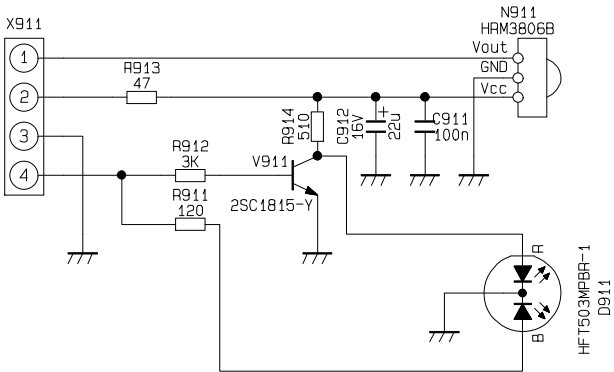 X911
N911
HRM3806B
1
Vout
GND
R913
47
2
Vcc
R914
510
C912
16V
22u
+
C911
100n
3
R912
3K
V911
4
R911
120
2SC1815-Y
R
B
HFT503MPBR-1
D911